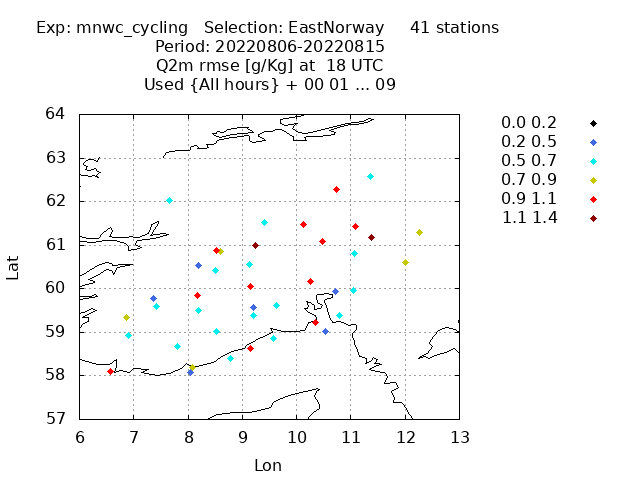 Exp: mnwc_cycling   Selection: EastNorway     41 stations
Period: 20220806-20220815
Q2m rmse [g/Kg] at  18 UTC
Used {All hours} + 00 01 ... 09
0.0 0.2
0.2 0.5
0.5 0.7
0.7 0.9
0.9 1.1
1.1 1.4
64
63
62
61
60
59
58
57
Lat
6 7 8 9 10 11 12 13
Lon